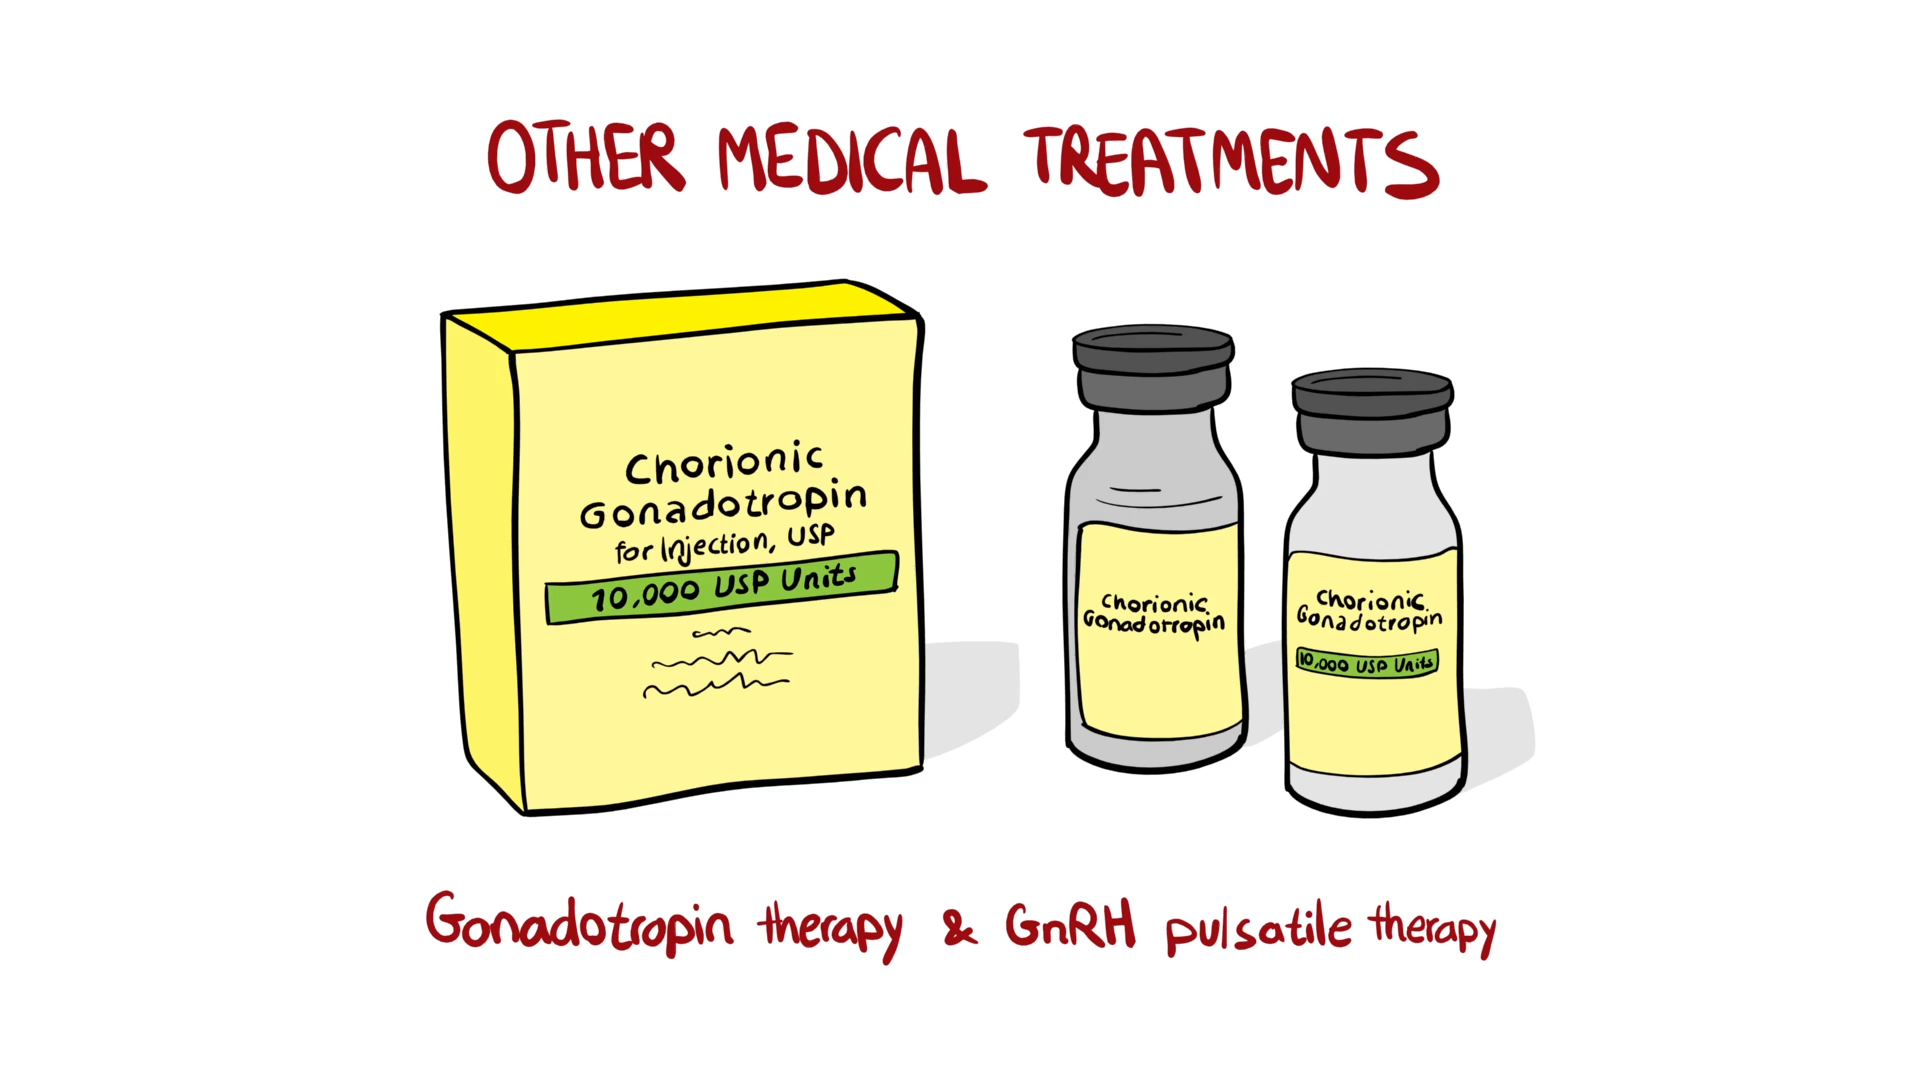 OTHER MEDICAL TREATMENTS
Chorionic
Gonadotropin
for Injection, USP
10,000 USP Units
Chorionic
Gonadotropin
Chorionic
Gonadotropin
10,000 USP Units
Gonadotropin therapy & GnRH pulsatile therapy